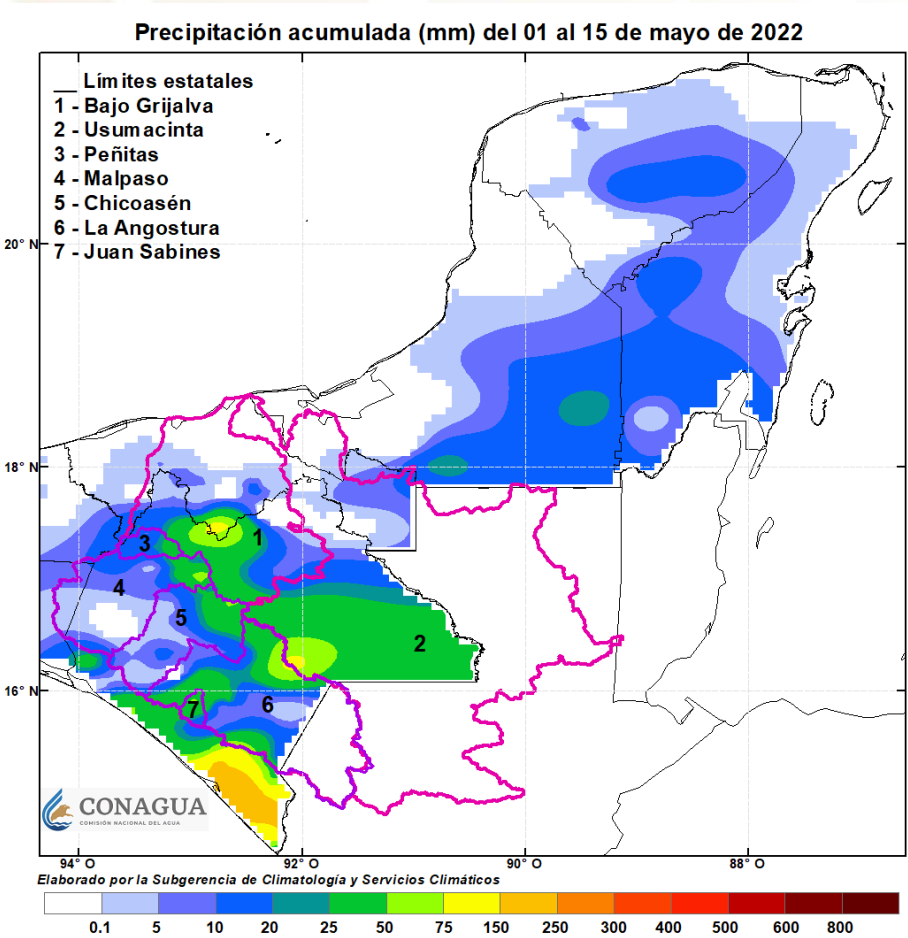 Precipitación acumulada (mm) del 01 al 15 de mayo de 2022
__ Límites estatales
1 - Bajo Grijalva
2 - Usumacinta
3 - Peñitas
4 - Malpaso
5 - Chicoasén
6 - La Angostura
7 - Juan Sabines
20° N
18° N
16° N
1
3
4
5
2
6
7
CONAGUA
COMISIÓN NACIONAL DEL AGUA
94° O 92° O 90° O 88° O
Elaborado por la Subgerencia de Climatología y Servicios Climáticos
0.1 5 10 20 25 50 75 150 250 300 400 500 600 800